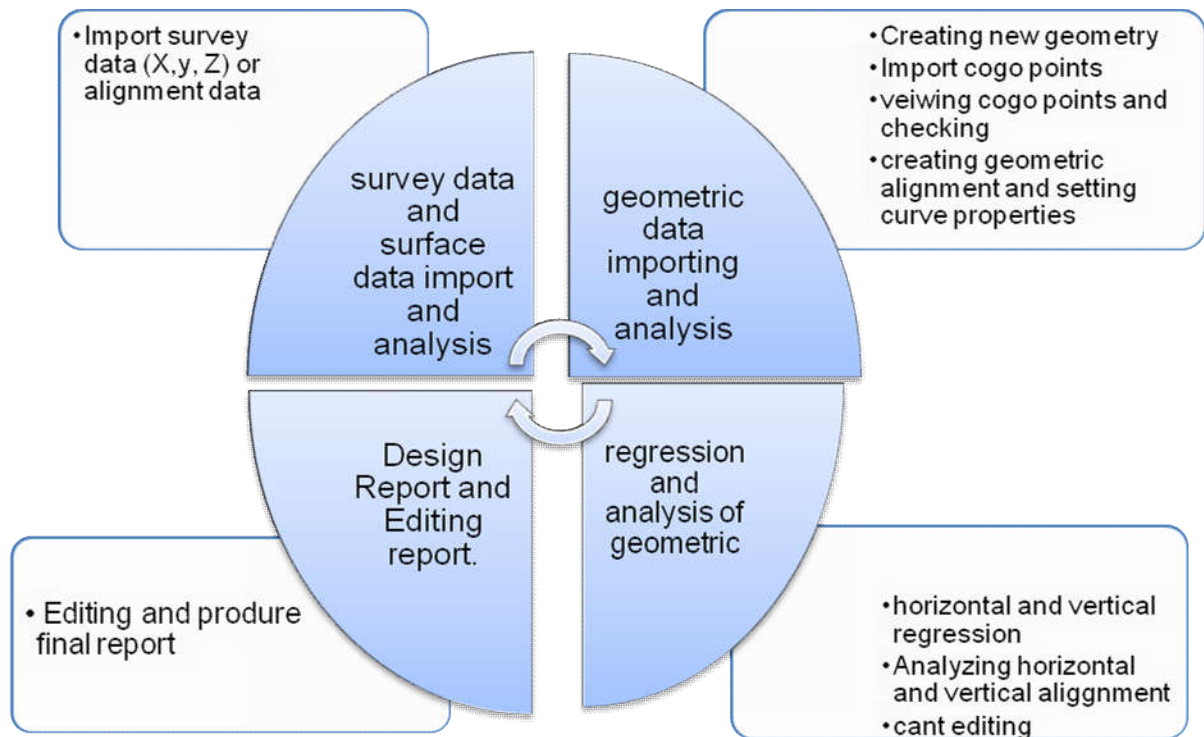 • Import survey
data (X,y, Z) or
alignment data
• Creating new geometry
• Import cogo points
• veiwing cogo points and
checking
• creating geometric
alignment and setting
curve properties
survey data
and
surface
data import
and
analysis
geometric
data
importing
and
analysis
Design
Report and
Editing
report.
regression
and
analysis of
geometric
• Editing and produre
final report
• horizontal and vertical
regression
• Analyzing horizontal
and vertical aliggnment
• cant editing